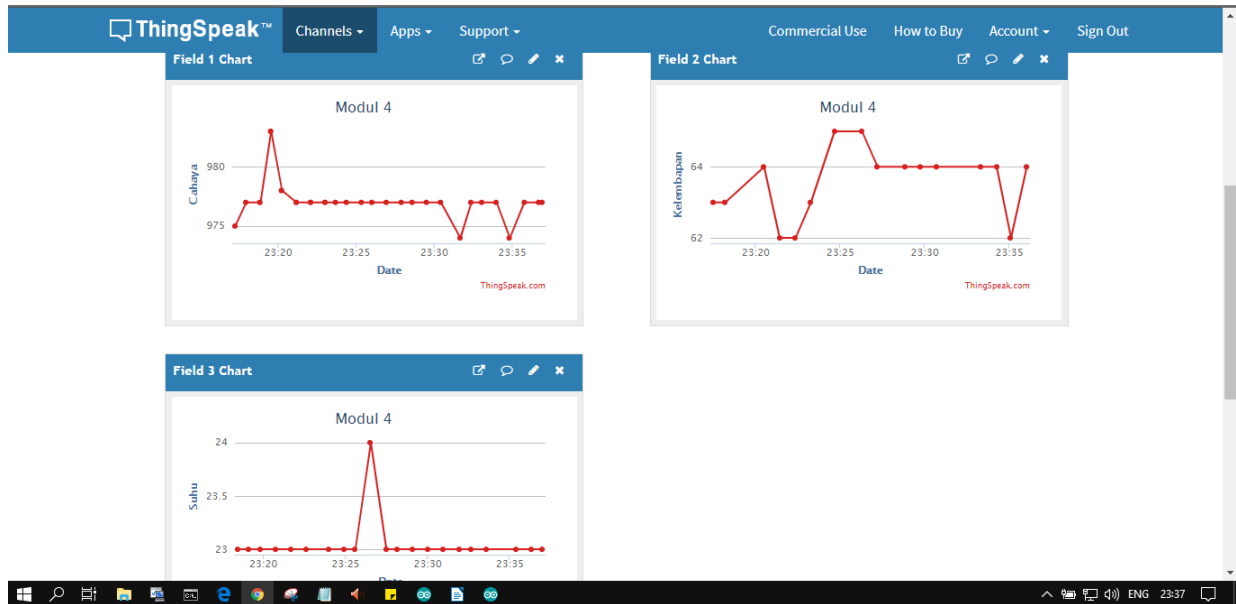 ThingSpeak™ Channels Apps Support Commercial Use How to Buy Account Sign Out
Field 1 Chart
Modul 4
Cahaya
980
975
23:20 23:25 23:30 23:35
Date
ThingSpeak.com
Field 2 Chart
Modul 4
Kelembapan
64
62
23:20 23:25 23:30 23:35
Date
ThingSpeak.com
Field 3 Chart
Modul 4
Suhu
24
23.5
23
23:20 23:25 23:30 23:35
Date
ENG 23:37